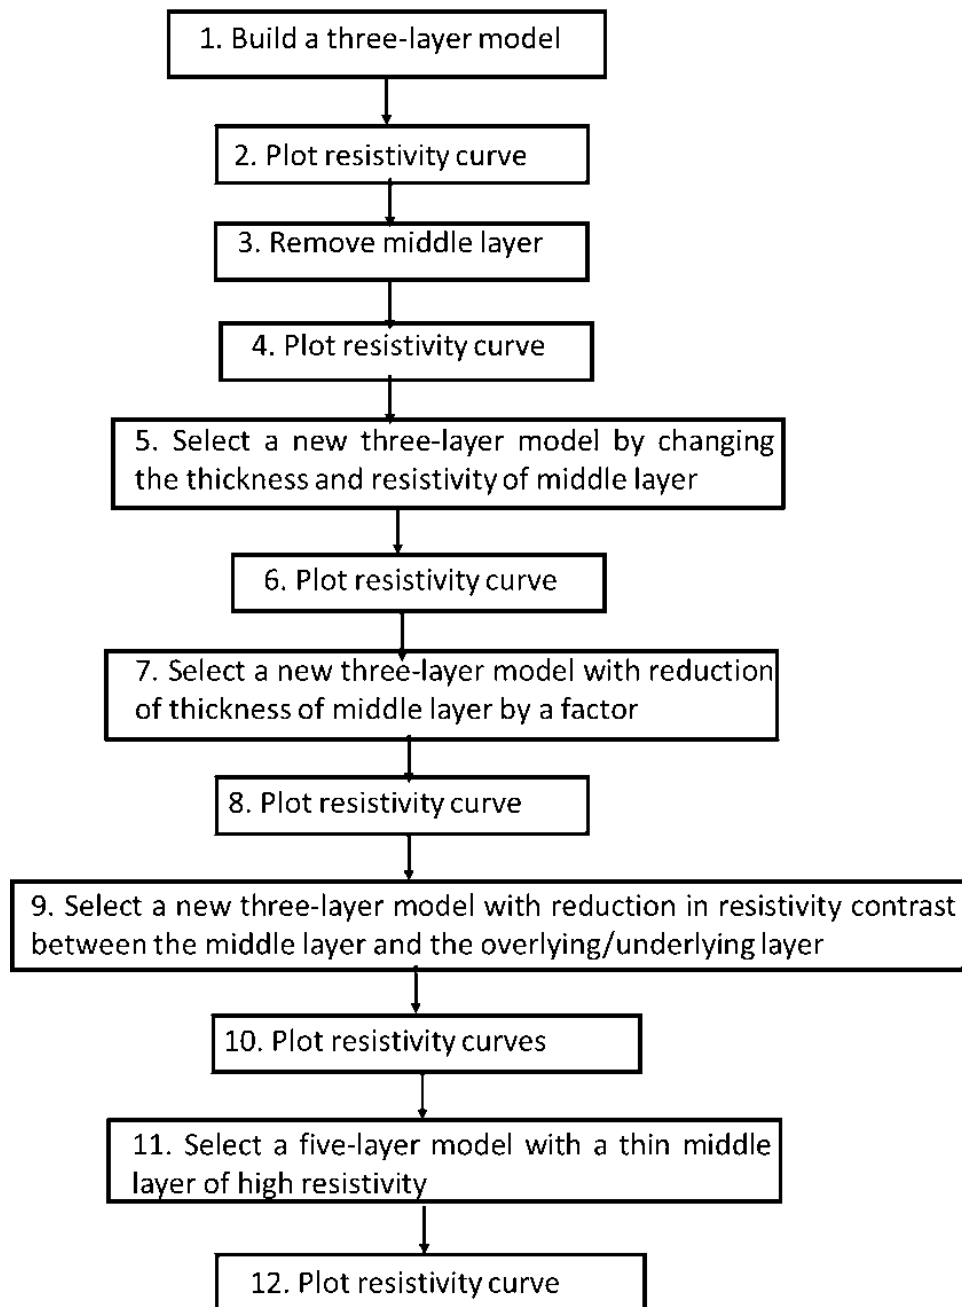 1. Build a three-layer model
2. Plot resistivity curve
3. Remove middle layer
4. Plot resistivity curve
5. Select a new three-layer model by changing
the thickness and resistivity of middle layer
6. Plot resistivity curve
7. Select a new three-layer model with reduction
of thickness of middle layer by a factor
8. Plot resistivity curve
9. Select a new three-layer model with reduction in resistivity contrast
between the middle layer and the overlying/underlying layer
10. Plot resistivity curves
11. Select a five-layer model with a thin middle
layer of high resistivity
12. Plot resistivity curve